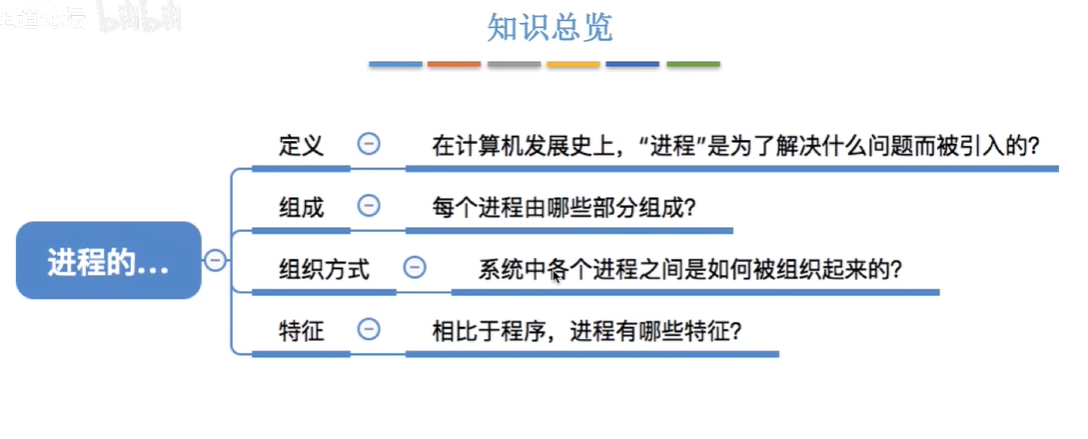 王道论坛 bilibili
知识总览
定义 在计算机发展史上，“进程”是为了解决什么问题而被引入的？
组成 每个进程由哪些部分组成？
进程的...
组织方式 系统中各个进程之间是如何被组织起来的？
特征 相比于程序，进程有哪些特征？